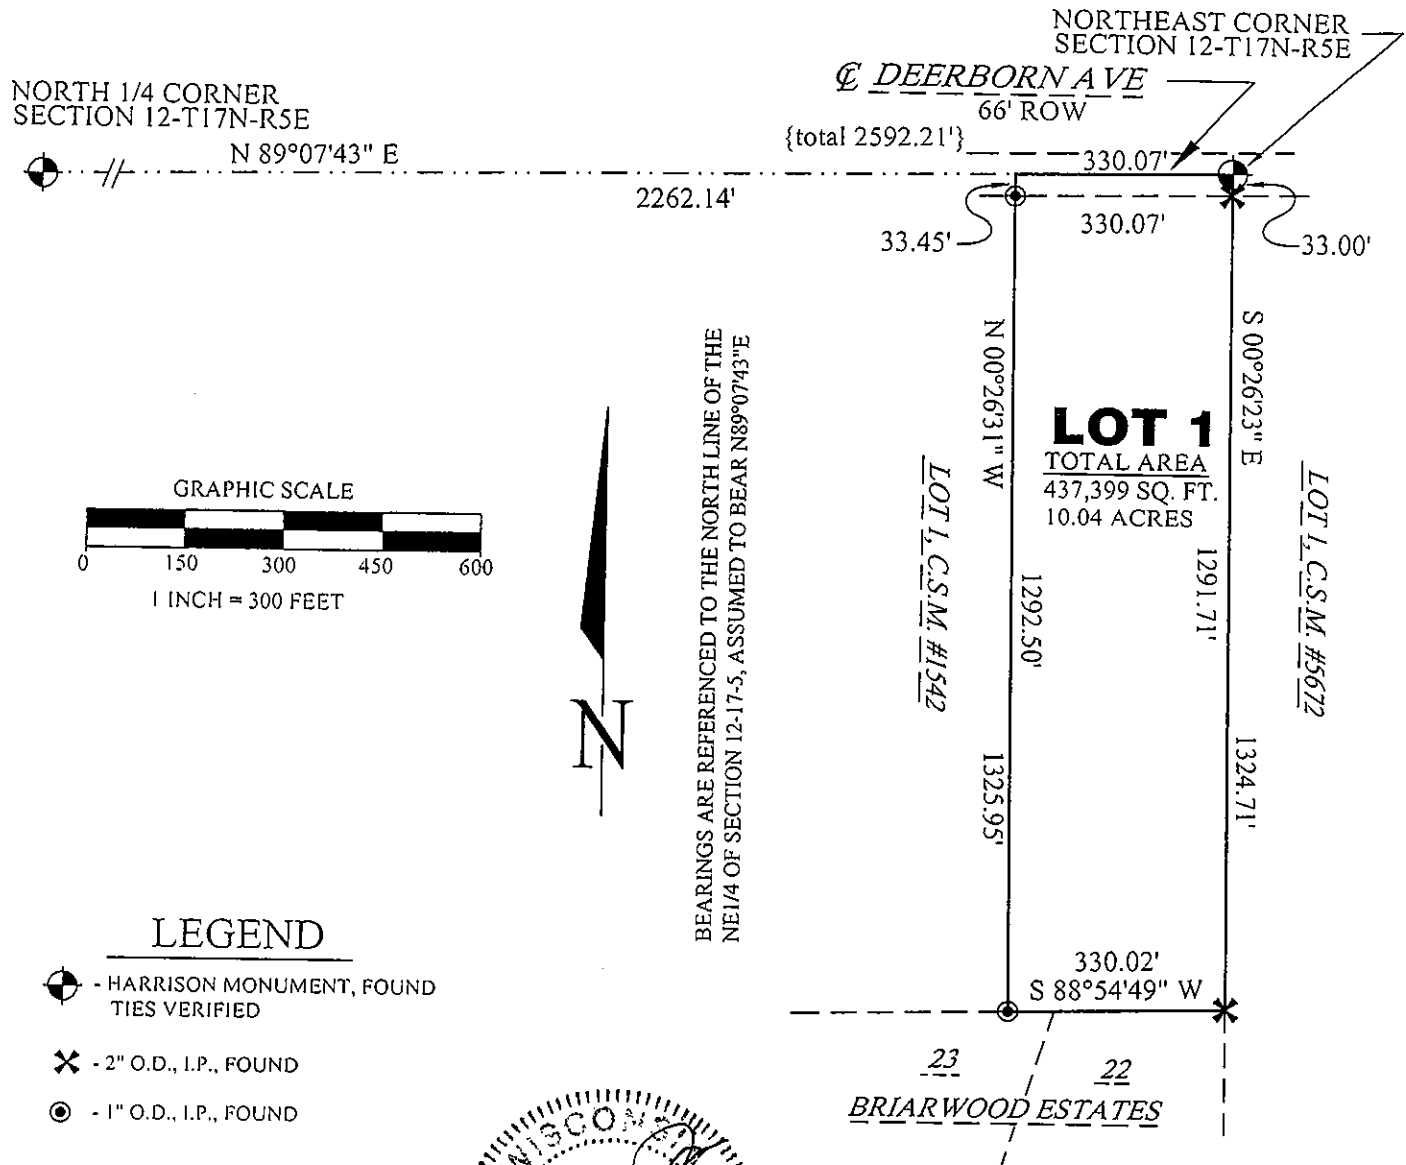 NORTHEAST CORNER
SECTION 12-T17N-R5E
℄ DEERBORN AVE
66' ROW
NORTH 1/4 CORNER
SECTION 12-T17N-R5E
N 89°07'43" E
{total 2592.21'}
330.07'
2262.14'
330.07'
33.45'
33.00'
BEARINGS ARE REFERENCED TO THE NORTH LINE OF THE
NE1/4 OF SECTION 12-17-5, ASSUMED TO BEAR N89°07'43"E
N 00°26'31" W
S 00°26'23" E
LOT 1
TOTAL AREA
437,399 SQ. FT.
10.04 ACRES
LOT 1, C.S.M. #1542
LOT 1, C.S.M. #5672
1292.50'
1291.71'
1325.95'
1324.71'
GRAPHIC SCALE
0 150 300 450 600
1 INCH = 300 FEET
N
330.02'
S 88°54'49" W
LEGEND
- HARRISON MONUMENT, FOUND
TIES VERIFIED
- 2" O.D., I.P., FOUND
- 1" O.D., I.P., FOUND
23
22
BRIARWOOD ESTATES
WISCONSIN